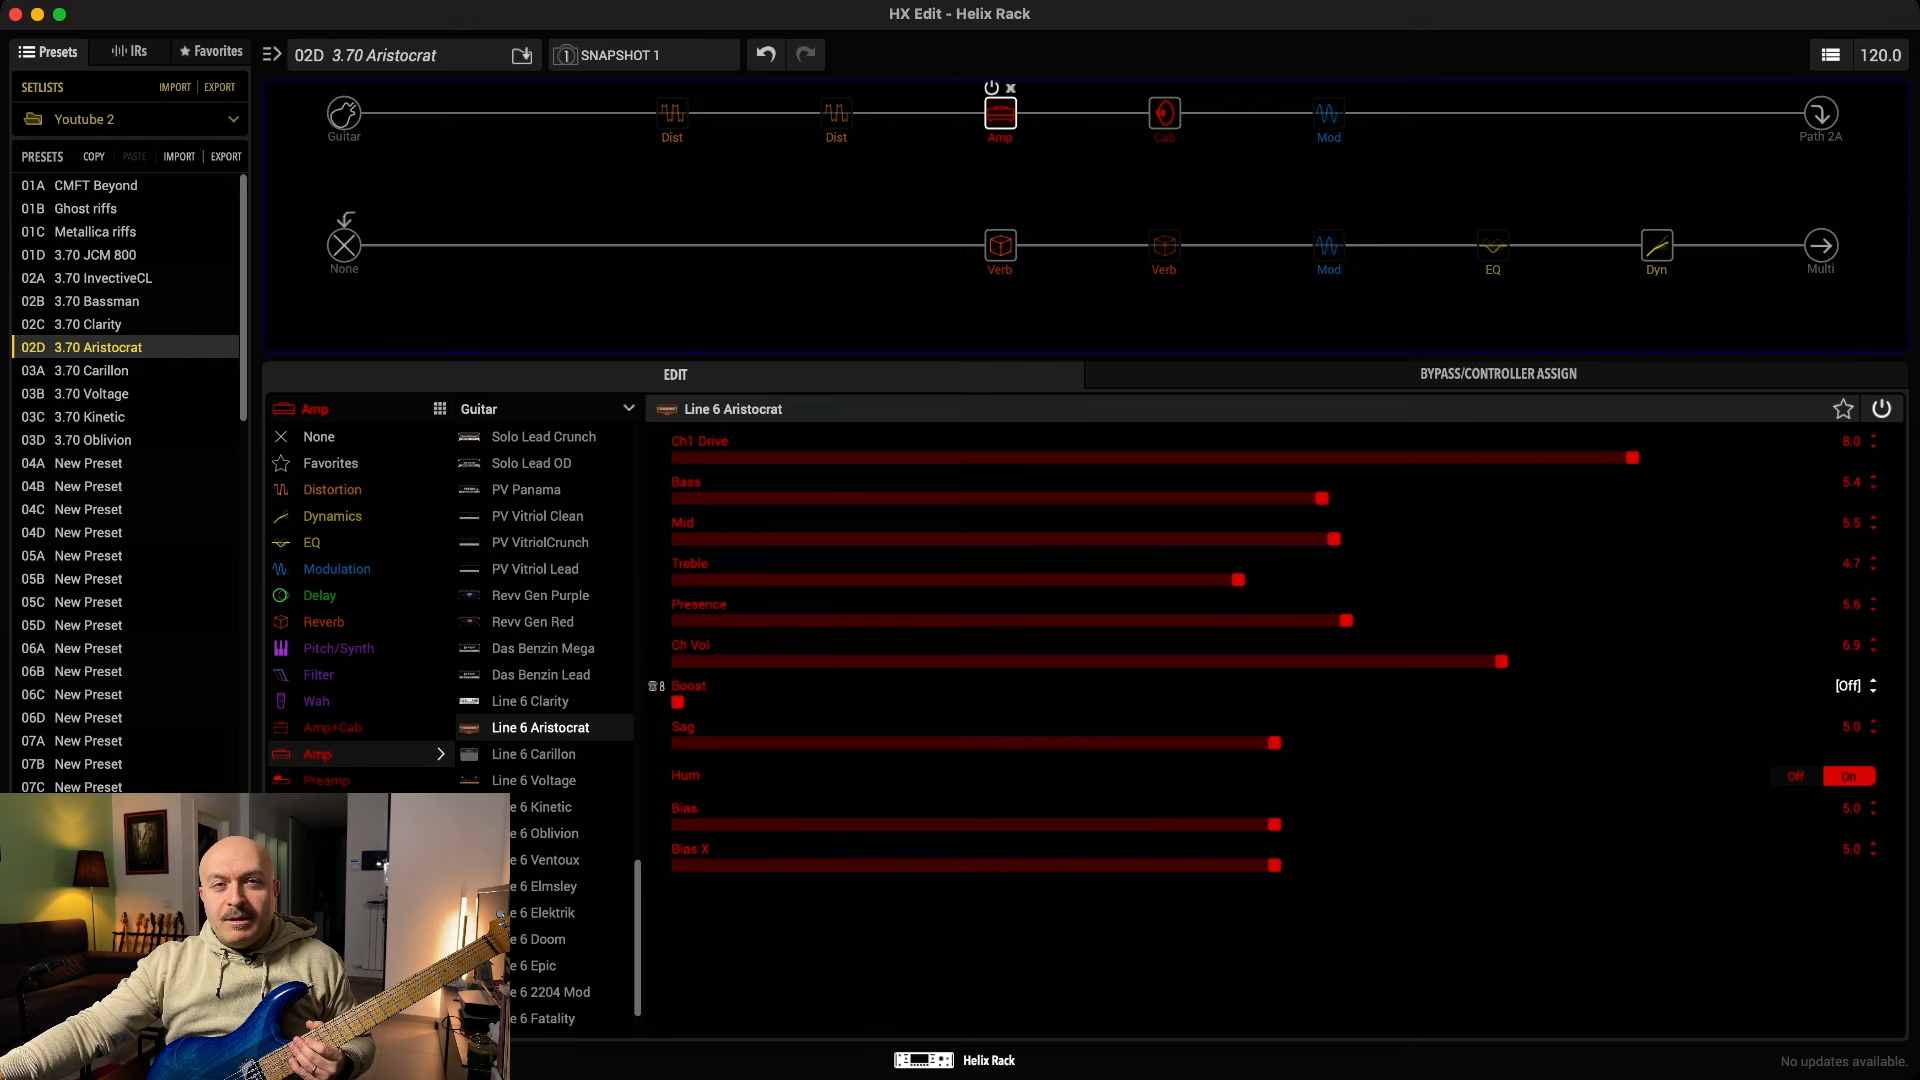 HX Edit - Helix Rack
Presets
IRs
Favorites
02D 3.70 Aristocrat
1 SNAPSHOT 1
120.0
SETLISTS IMPORT EXPORT
Youtube 2
PRESETS COPY PASTE IMPORT EXPORT
01A CMFT Beyond
01B Ghost riffs
01C Metallica riffs
01D 3.70 JCM 800
02A 3.70 InvectiveCL
02B 3.70 Bassman
02C 3.70 Clarity
02D 3.70 Aristocrat
03A 3.70 Carillon
03B 3.70 Voltage
03C 3.70 Kinetic
03D 3.70 Oblivion
04A New Preset
04B New Preset
04C New Preset
04D New Preset
05A New Preset
05B New Preset
05C New Preset
05D New Preset
06A New Preset
06B New Preset
06C New Preset
06D New Preset
07A New Preset
07B New Preset
07C New Preset
x
Guitar Dist Dist Amp Cab Mod Path 2A
None Verb Verb Mod EQ Dyn Multi
EDIT
BYPASS/CONTROLLER ASSIGN
Amp
None
Favorites
Distortion
Dynamics
EQ
Modulation
Delay
Reverb
Pitch/Synth
Filter
Wah
Amp+Cab
Amp
Preamp
Guitar
Solo Lead Crunch
Solo Lead OD
PV Panama
PV Vitriol Clean
PV VitriolCrunch
PV Vitriol Lead
Revv Gen Purple
Revv Gen Red
Das Benzin Mega
Das Benzin Lead
Line 6 Clarity
Line 6 Aristocrat
Line 6 Carillon
Line 6 Voltage
e 6 Kinetic
e 6 Oblivion
e 6 Ventoux
e 6 Elmsley
e 6 Elektrik
e 6 Doom
e 6 Epic
e 6 2204 Mod
e 6 Fatality
Line 6 Aristocrat
Ch1 Drive 8.0
Bass 5.4
Mid 5.5
Treble 4.7
Presence 5.6
Ch Vol 6.9
8 Boost [Off]
Sag 5.0
Hum Off On
Bias 5.0
Bias X 5.0
Helix Rack
No updates available.